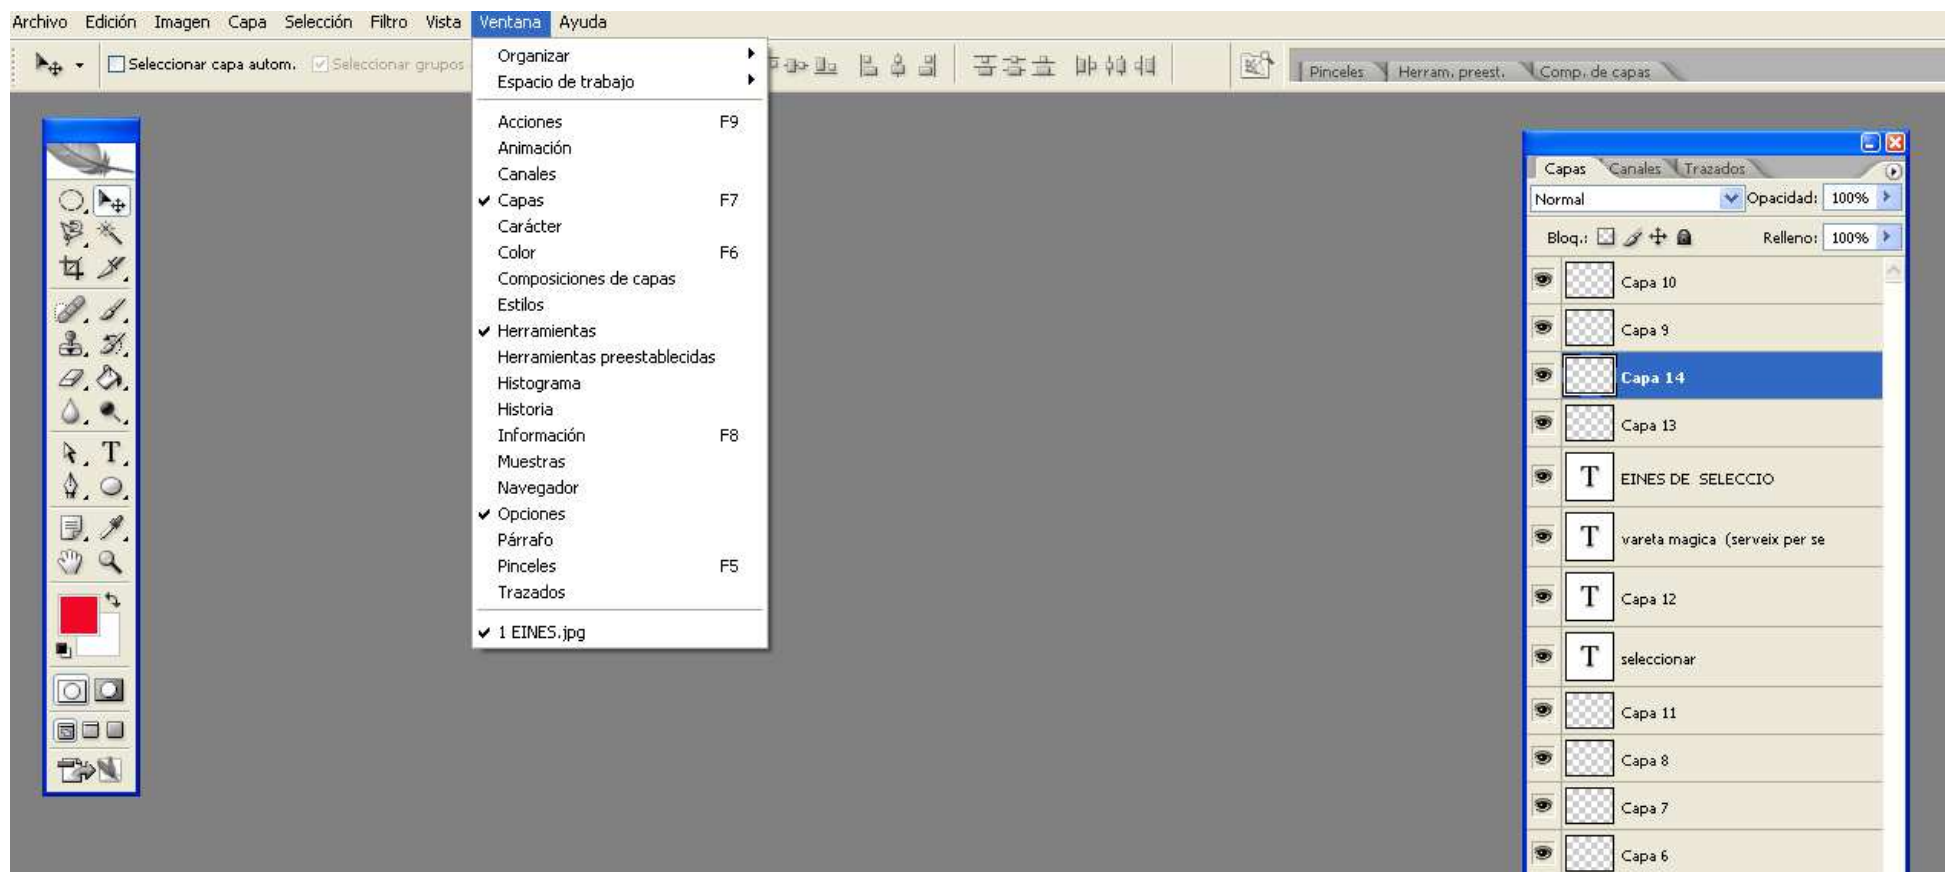 Archivo Edición Imagen Capa Selección Filtro Vista Ventana Ayuda
Seleccionar capa autom. Seleccionar grupos
Pinceles Herram. preest. Comp. de capas
Organizar
Espacio de trabajo
Acciones F9
Animación
Canales
Capas F7
Carácter
Color F6
Composiciones de capas
Estilos
Herramientas
Herramientas preestablecidas
Histograma
Historia
Información F8
Muestras
Navegador
Opciones
Párrafo
Pinceles F5
Trazados
1 EINES.jpg
T
Capas Canales Trazados
Normal Opacidad: 100%
Bloq.: Relleno: 100%
Capa 10
Capa 9
Capa 14
Capa 13
T EINES DE SELECCIO
T vareta magica (serveix per se
T Capa 12
T seleccionar
Capa 11
Capa 8
Capa 7
Capa 6